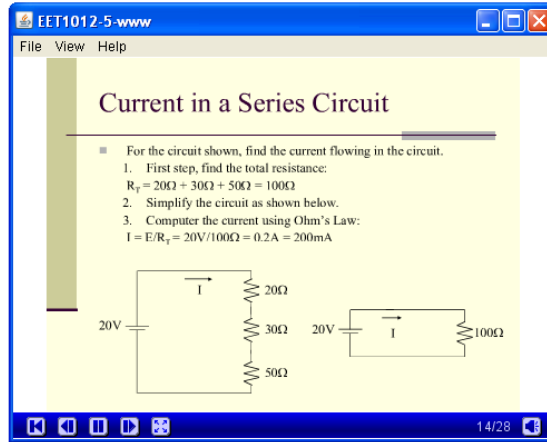 EET1012-5-www
File View Help
Current in a Series Circuit
For the circuit shown, find the current flowing in the circuit.
1. First step, find the total resistance:
R_T = 20Ω + 30Ω + 50Ω = 100Ω
2. Simplify the circuit as shown below.
3. Computer the current using Ohm's Law:
I = E/R_T = 20V/100Ω = 0.2A = 200mA
I
20Ω
20V
30Ω
50Ω
20V
I
100Ω
14/28